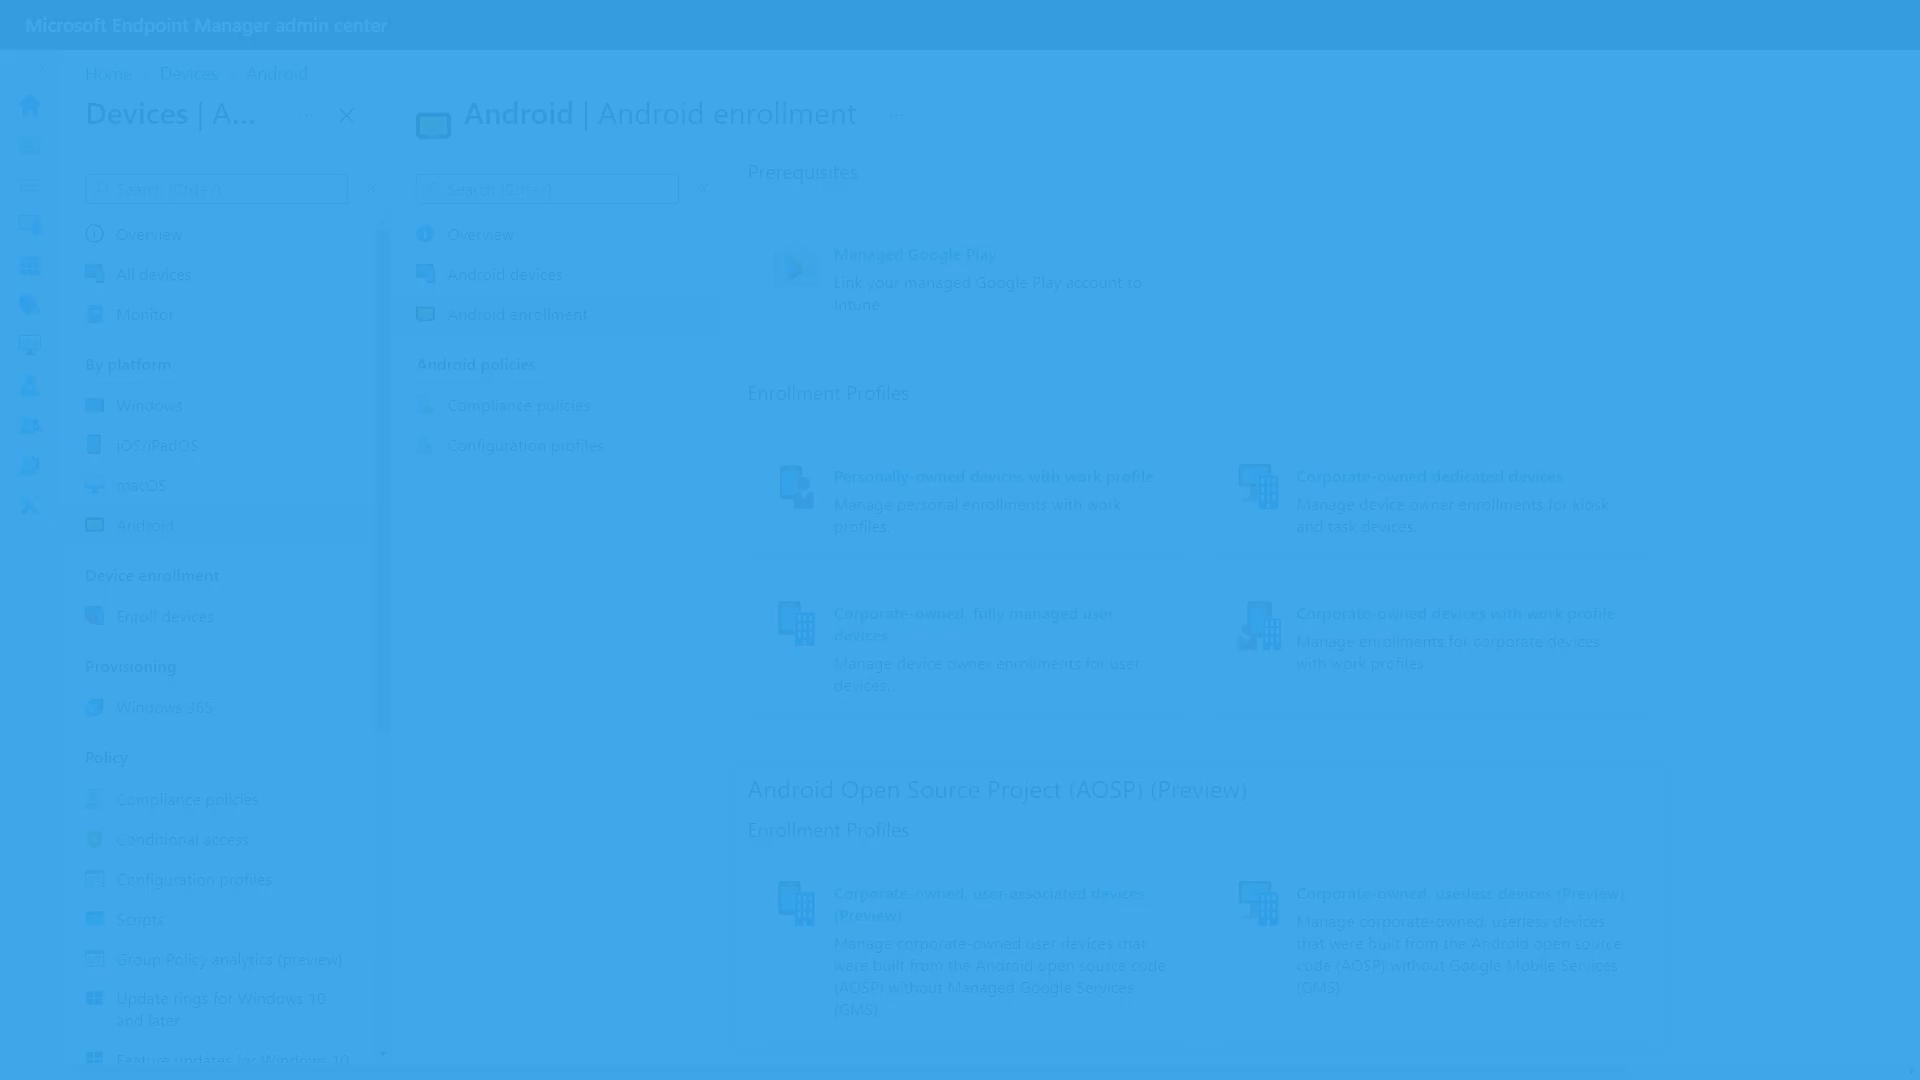 Microsoft Endpoint Manager admin center
Home
Devices
Android
Devices | A...
Android | Android enrollment
Search (Ctrl+/)
Overview
All devices
Monitor
By platform
Windows
iOS/iPadOS
macOS
Android
Device enrollment
Enroll devices
Provisioning
Windows 365
Policy
Compliance policies
Conditional access
Configuration profiles
Scripts
Group Policy analytics (preview)
Update rings for Windows 10
and later
Feature updates for Windows 10
Search (Ctrl+/)
Overview
Android devices
Android enrollment
Android policies
Compliance policies
Configuration profiles
Prerequisites
Managed Google Play
Link your managed Google Play account to
Intune
Enrollment Profiles
Personally-owned devices with work profile
Manage personal enrollments with work
profiles.
Corporate-owned dedicated devices
Manage device owner enrollments for kiosk
and task devices.
Corporate-owned, fully managed user
devices
Manage device owner enrollments for user
devices.
Corporate-owned devices with work profile
Manage enrollments for corporate devices
with work profiles
Android Open Source Project (AOSP) (Preview)
Enrollment Profiles
Corporate-owned, user-associated devices
(Preview)
Manage corporate-owned user devices that
were built from the Android open source code
(AOSP) without Managed Google Services
(GMS)
Corporate-owned, userless devices (Preview)
Manage corporate-owned, userless devices
that were built from the Android open source
code (AOSP) without Google Mobile Services
(GMS)